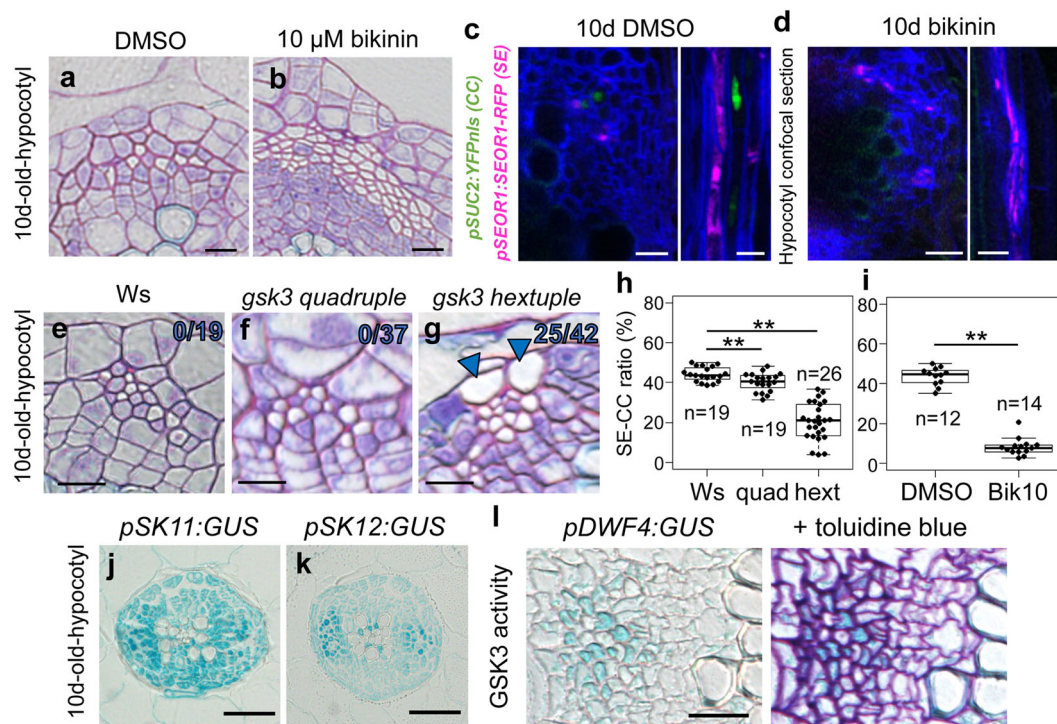 DMSO
10 µM bikinin
10d-old-hypocotyl
a
b
c
10d DMSO
pSUC2:YFPnls (CC)
pSEOR1:SEOR1-RFP (SE)
d
10d bikinin
Hypocotyl confocal section
Ws
gsk3 quadruple
gsk3 hextuple
10d-old-hypocotyl
e
0/19
f
0/37
g
25/42
h
SE-CC ratio (%)
80
60
40
20
0
**
**
n=19
n=19
n=26
Ws
quad
hext
i
80
60
40
20
0
**
n=12
n=14
DMSO
Bik10
pSK11:GUS
pSK12:GUS
10d-old-hypocotyl
j
k
l
pDWF4:GUS
+ toluidine blue
GSK3 activity